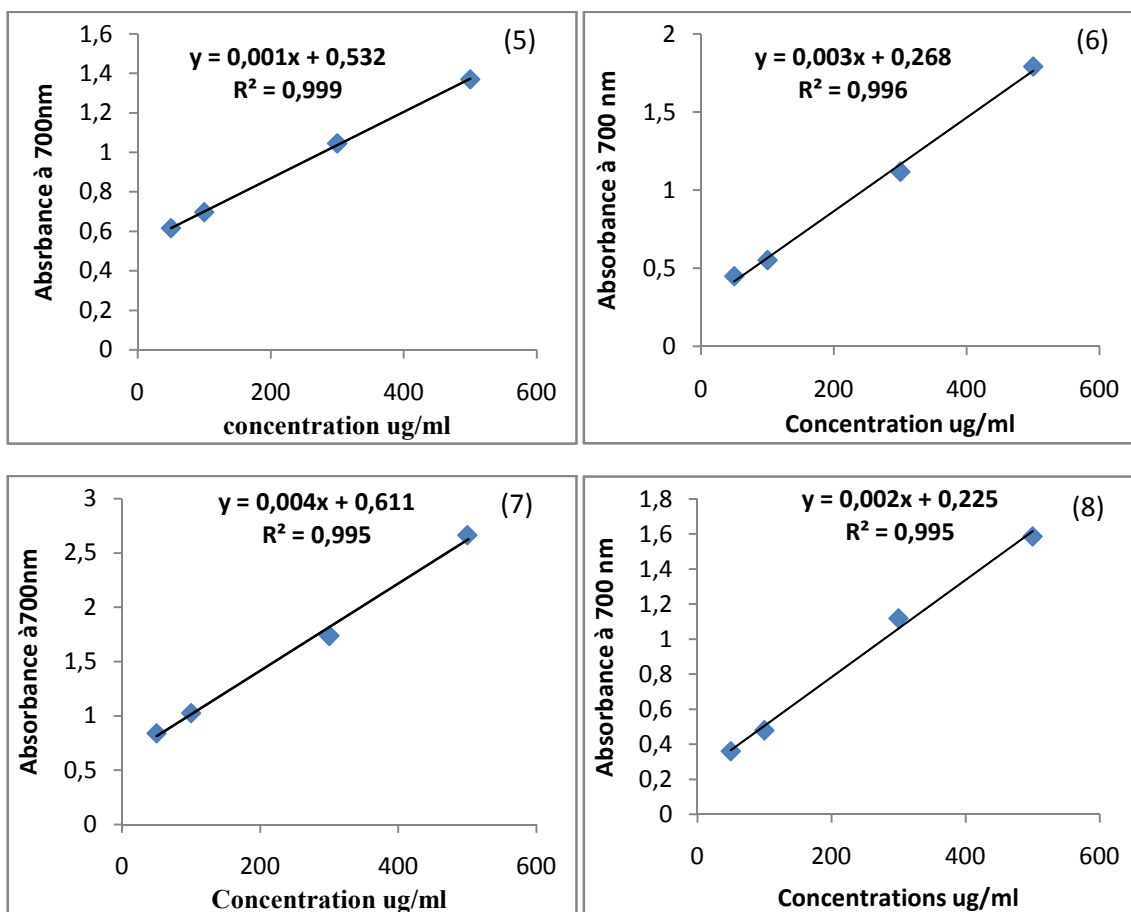 (5)
y = 0,001x + 0,532
R² = 0,999
1,6
1,4
1,2
1
0,8
0,6
0,4
0,2
0
0 200 400 600
Absrbance à 700nm
concentration ug/ml
(6)
y = 0,003x + 0,268
R² = 0,996
2
1,5
1
0,5
0
0 200 400 600
Absorbance à 700 nm
Concentration ug/ml
(7)
y = 0,004x + 0,611
R² = 0,995
3
2,5
2
1,5
1
0,5
0
0 200 400 600
Absorbance à700nm
Concentration ug/ml
(8)
y = 0,002x + 0,225
R² = 0,995
1,8
1,6
1,4
1,2
1
0,8
0,6
0,4
0,2
0
0 200 400 600
Absorbance à 700 nm
Concentrations ug/ml